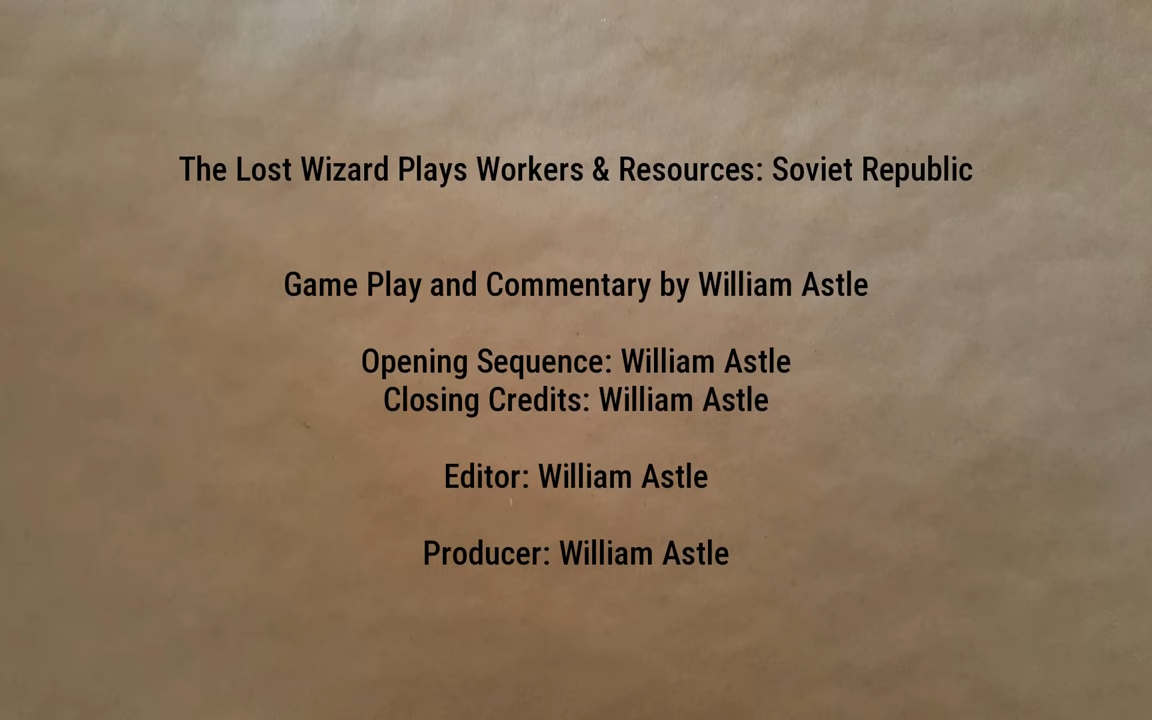 The Lost Wizard Plays Workers & Resources: Soviet Republic
Game Play and Commentary by William Astle
Opening Sequence: William Astle
Closing Credits: William Astle
Editor: William Astle
Producer: William Astle